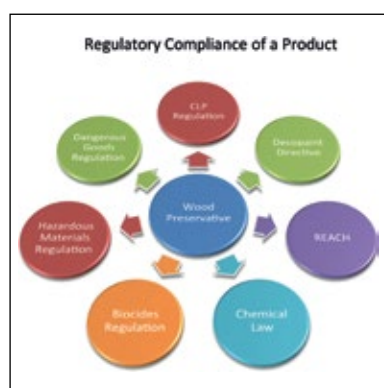 Regulatory Compliance of a Product
CLP
Regulation
Dangerous
Goods
Regulation
Decopaint
Directive
Wood
Preservative
Hazardous
Materials
Regulation
REACH
Biocides
Regulation
Chemical
Law